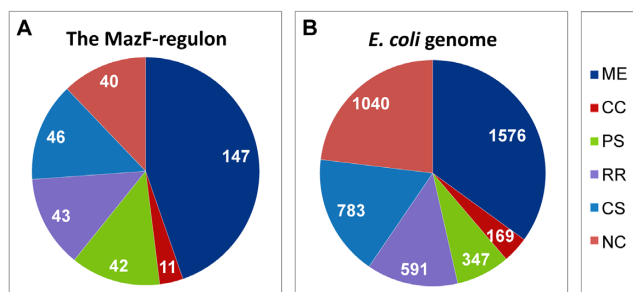 A
The MazF-regulon
40
147
46
43
42
11
B
E. coli genome
1040
1576
783
169
591
347
ME
CC
PS
RR
CS
NC